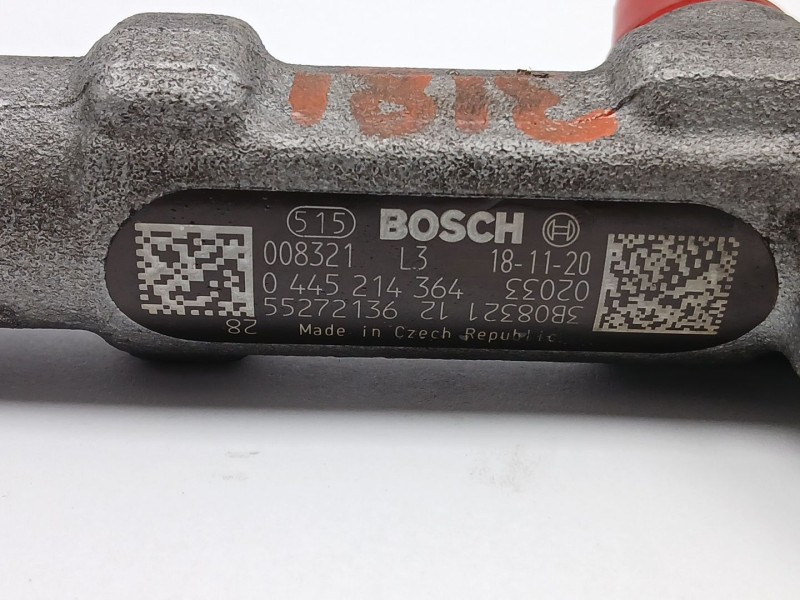 515 BOSCH
008321 L3 18-11-20
0 445 214 364 02033
55272136 12 3B08321
28 Made in Czech Republic